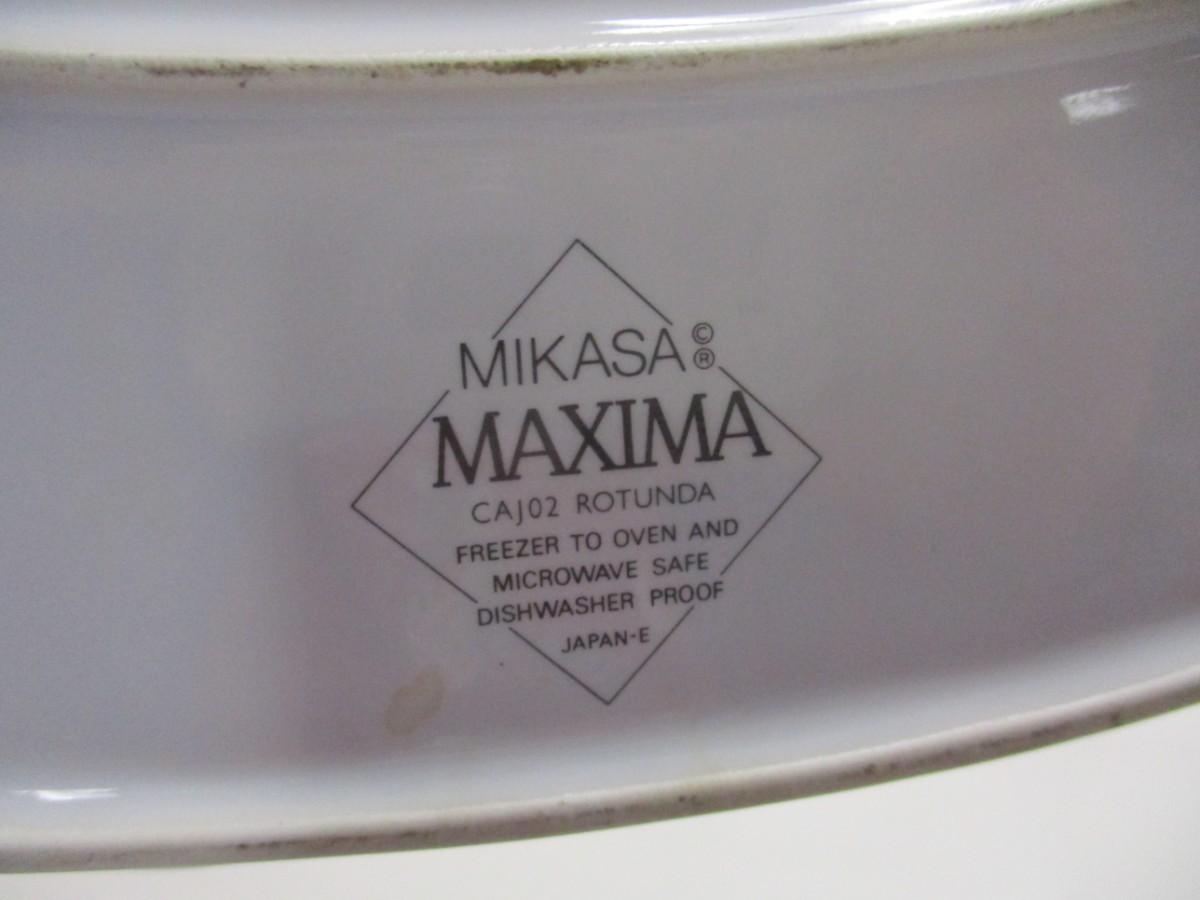 MIKASA ©
®
MAXIMA
CAJ02 ROTUNDA
FREEZER TO OVEN AND
MICROWAVE SAFE
DISHWASHER PROOF
JAPAN-E